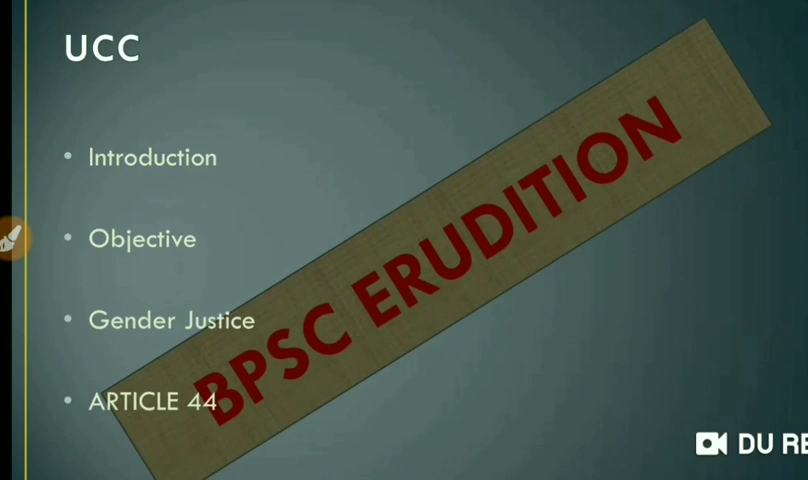 UCC
• Introduction
• Objective
• Gender Justice
• ARTICLE 44
BPSC ERUDITION
DU RE